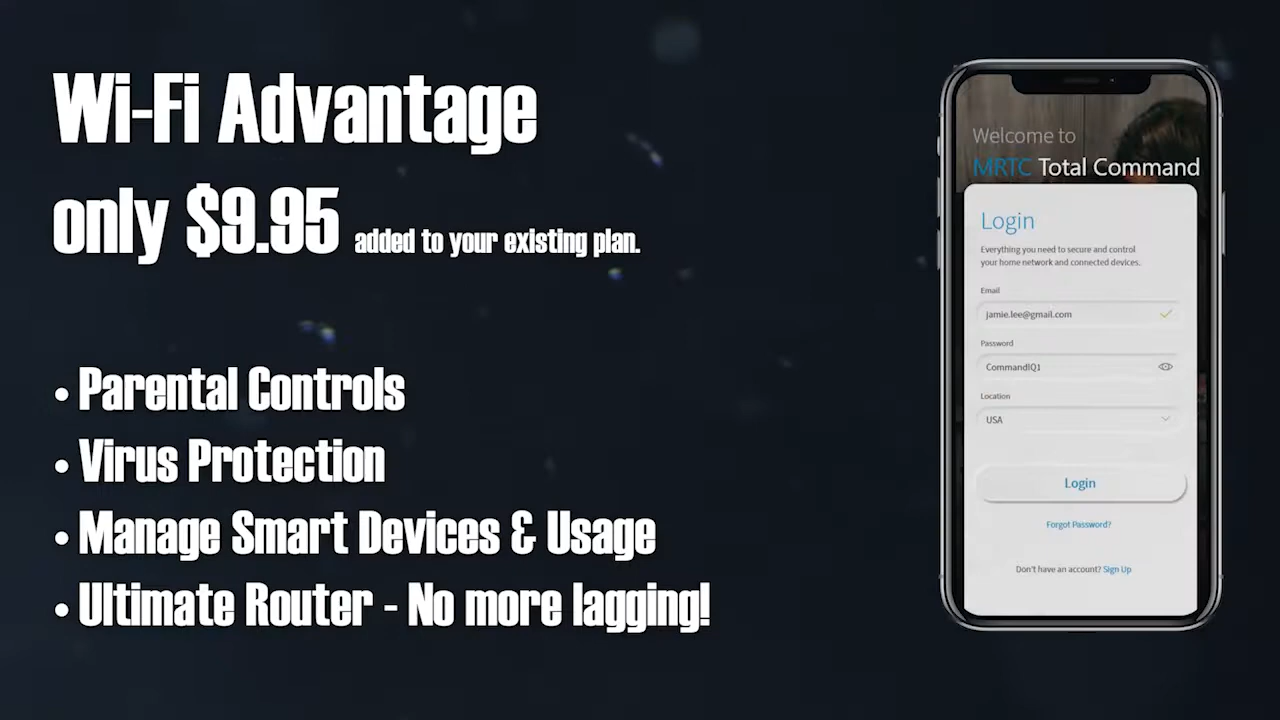 Wi-Fi Advantage
only $9.95 added to your existing plan.
• Parental Controls
• Virus Protection
• Manage Smart Devices & Usage
• Ultimate Router - No more lagging!
Welcome to
MRTC Total Command
Login
Everything you need to secure and control
your home network and connected devices.
Email
jamie.lee@gmail.com
Password
CommandIQ1
Location
USA
Login
Forgot Password?
Don't have an account? Sign Up